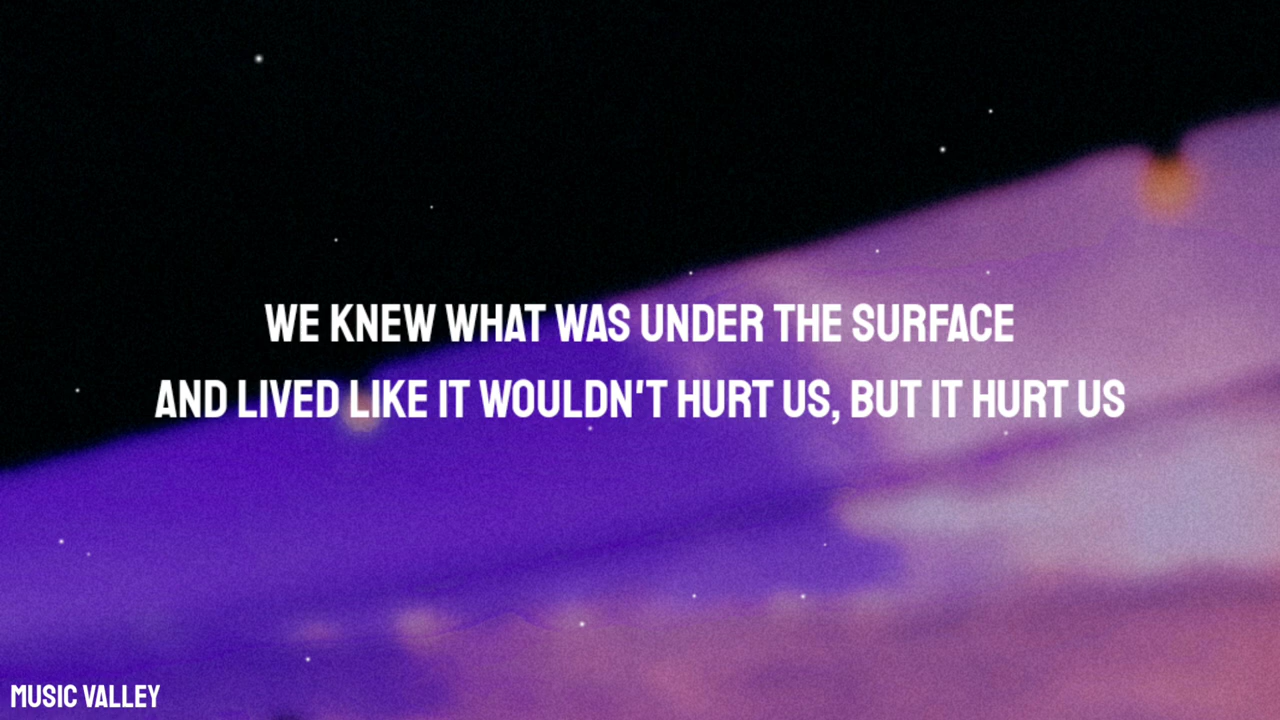 WE KNEW WHAT WAS UNDER THE SURFACE
AND LIVED LIKE IT WOULDN'T HURT US, BUT IT HURT US
MUSIC VALLEY